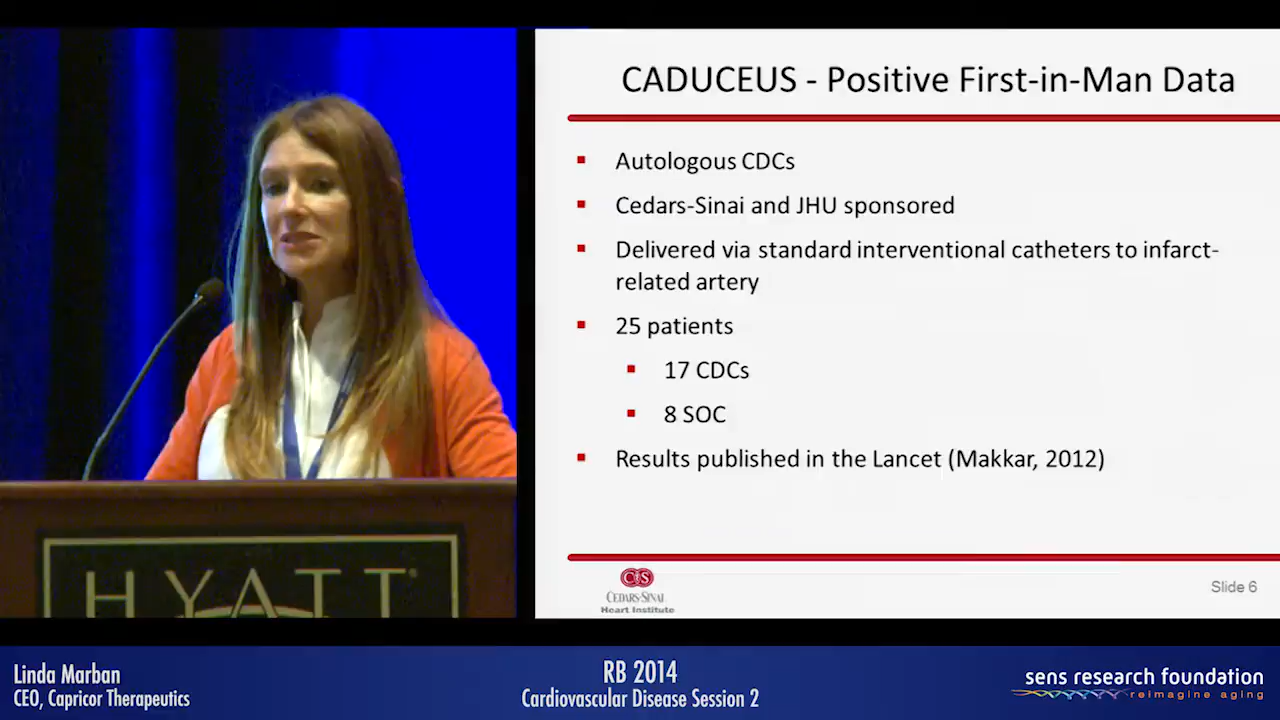 CADUCEUS - Positive First-in-Man Data
▪ Autologous CDCs
▪ Cedars-Sinai and JHU sponsored
▪ Delivered via standard interventional catheters to infarct-
related artery
▪ 25 patients
▪ 17 CDCs
▪ 8 SOC
▪ Results published in the Lancet (Makkar, 2012)
CEDARS-SINAI
Heart Institute
Slide 6
HYATT
Linda Marban
CEO, Capricor Therapeutics
RB 2014
Cardiovascular Disease Session 2
sens research foundation
reimagine aging